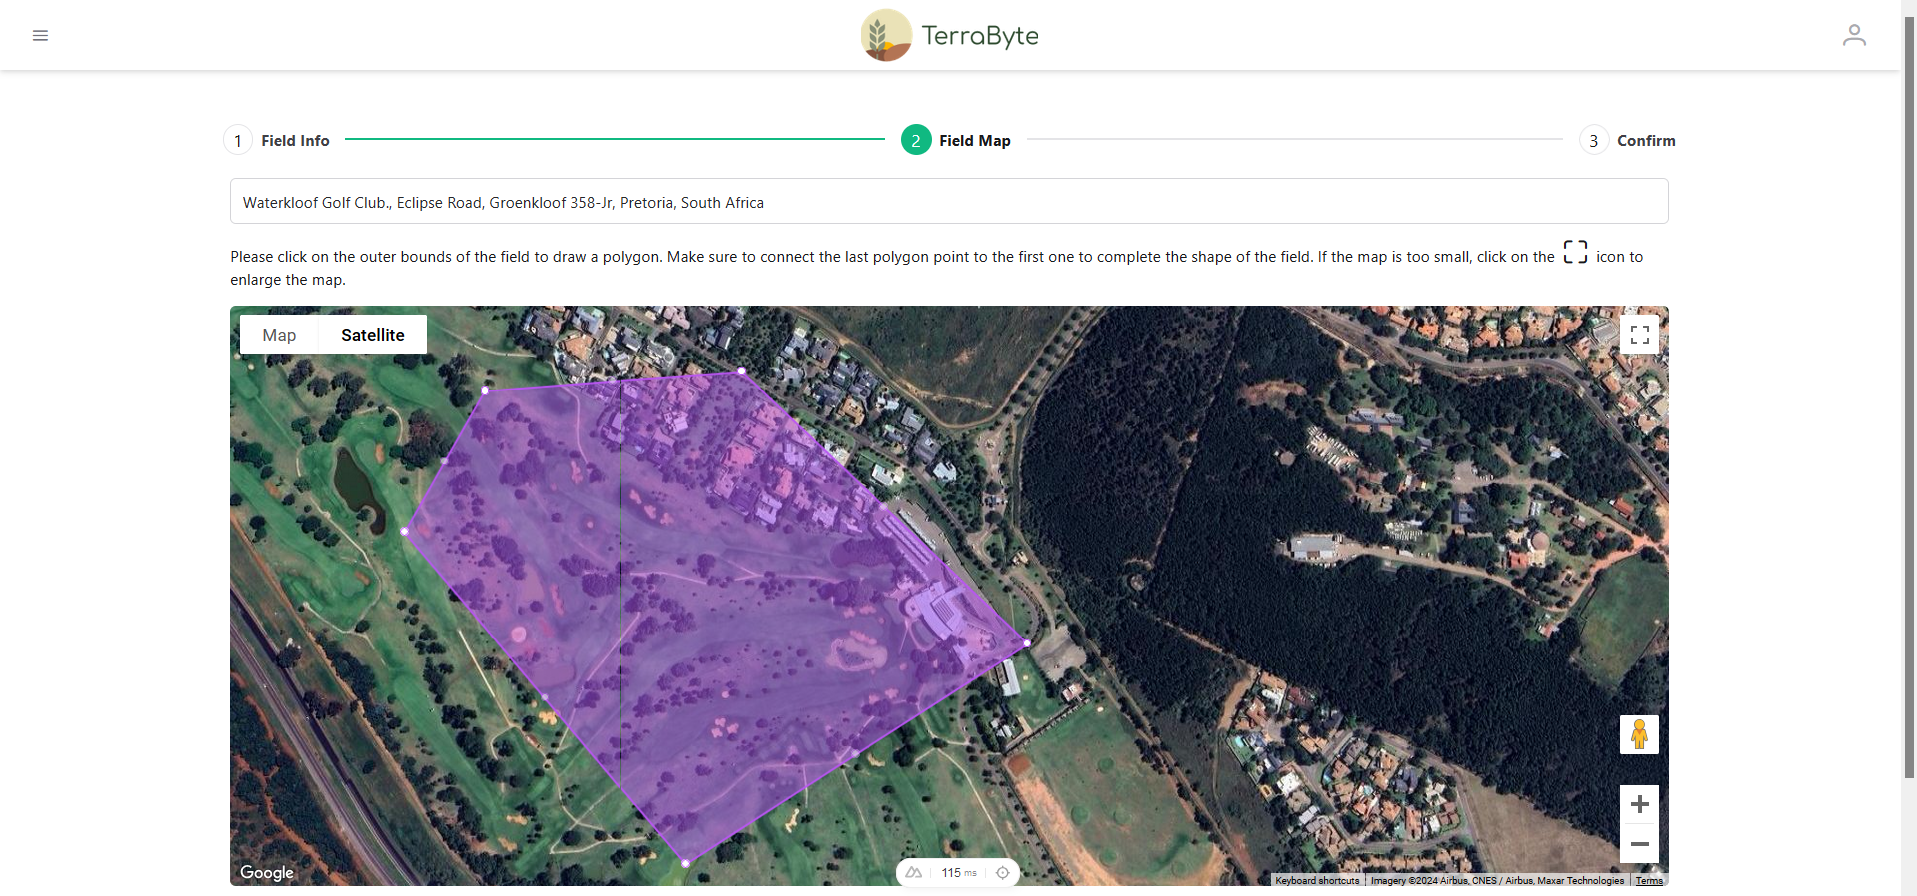 TerraByte
1 Field Info
2 Field Map
3 Confirm
Waterkloof Golf Club., Eclipse Road, Groenkloof 358-Jr, Pretoria, South Africa
Please click on the outer bounds of the field to draw a polygon. Make sure to connect the last polygon point to the first one to complete the shape of the field. If the map is too small, click on the icon to
enlarge the map.
Map Satellite
Google
115 ms
Keyboard shortcuts Imagery ©2024 Airbus, CNES / Airbus, Maxar Technologies Terms